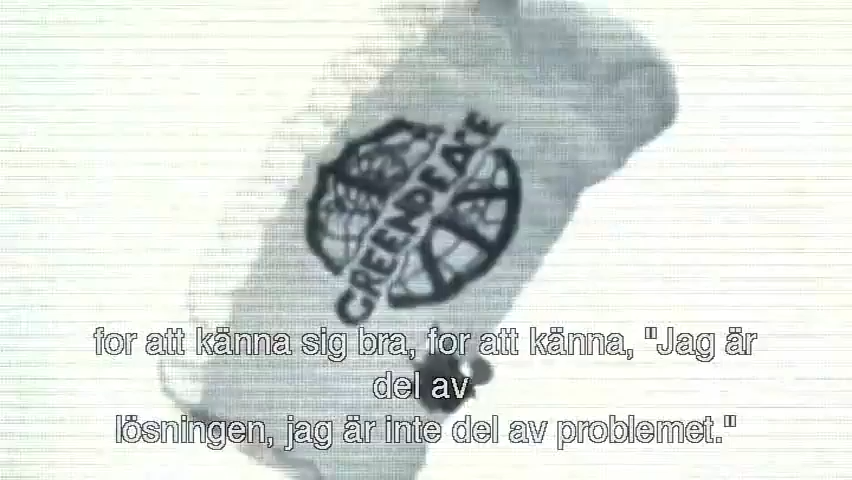 GREENPEACE
for att känna sig bra, for att känna, "Jag är
del av
lösningen, jag är inte del av problemet."